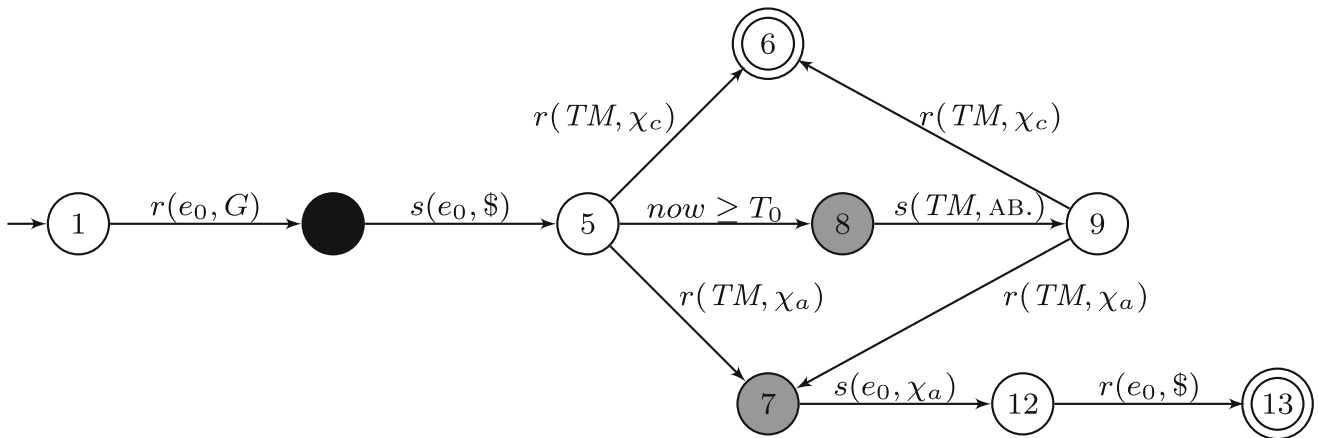 6
r(TM, χc)
r(TM, χc)
1
r(e0, G)
s(e0, $)
5
now ≥ T0
8
s(TM, AB.)
9
r(TM, χa)
r(TM, χa)
7
s(e0, χa)
12
r(e0, $)
13